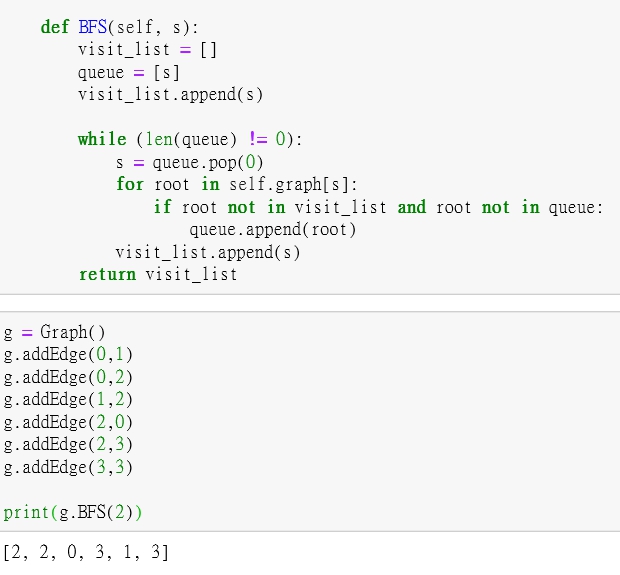 def BFS(self, s):
visit_list = []
queue = [s]
visit_list.append(s)
while (len(queue) != 0):
s = queue.pop(0)
for root in self.graph[s]:
if root not in visit_list and root not in queue:
queue.append(root)
visit_list.append(s)
return visit_list
g = Graph()
g.addEdge(0,1)
g.addEdge(0,2)
g.addEdge(1,2)
g.addEdge(2,0)
g.addEdge(2,3)
g.addEdge(3,3)
print(g.BFS(2))
[2, 2, 0, 3, 1, 3]